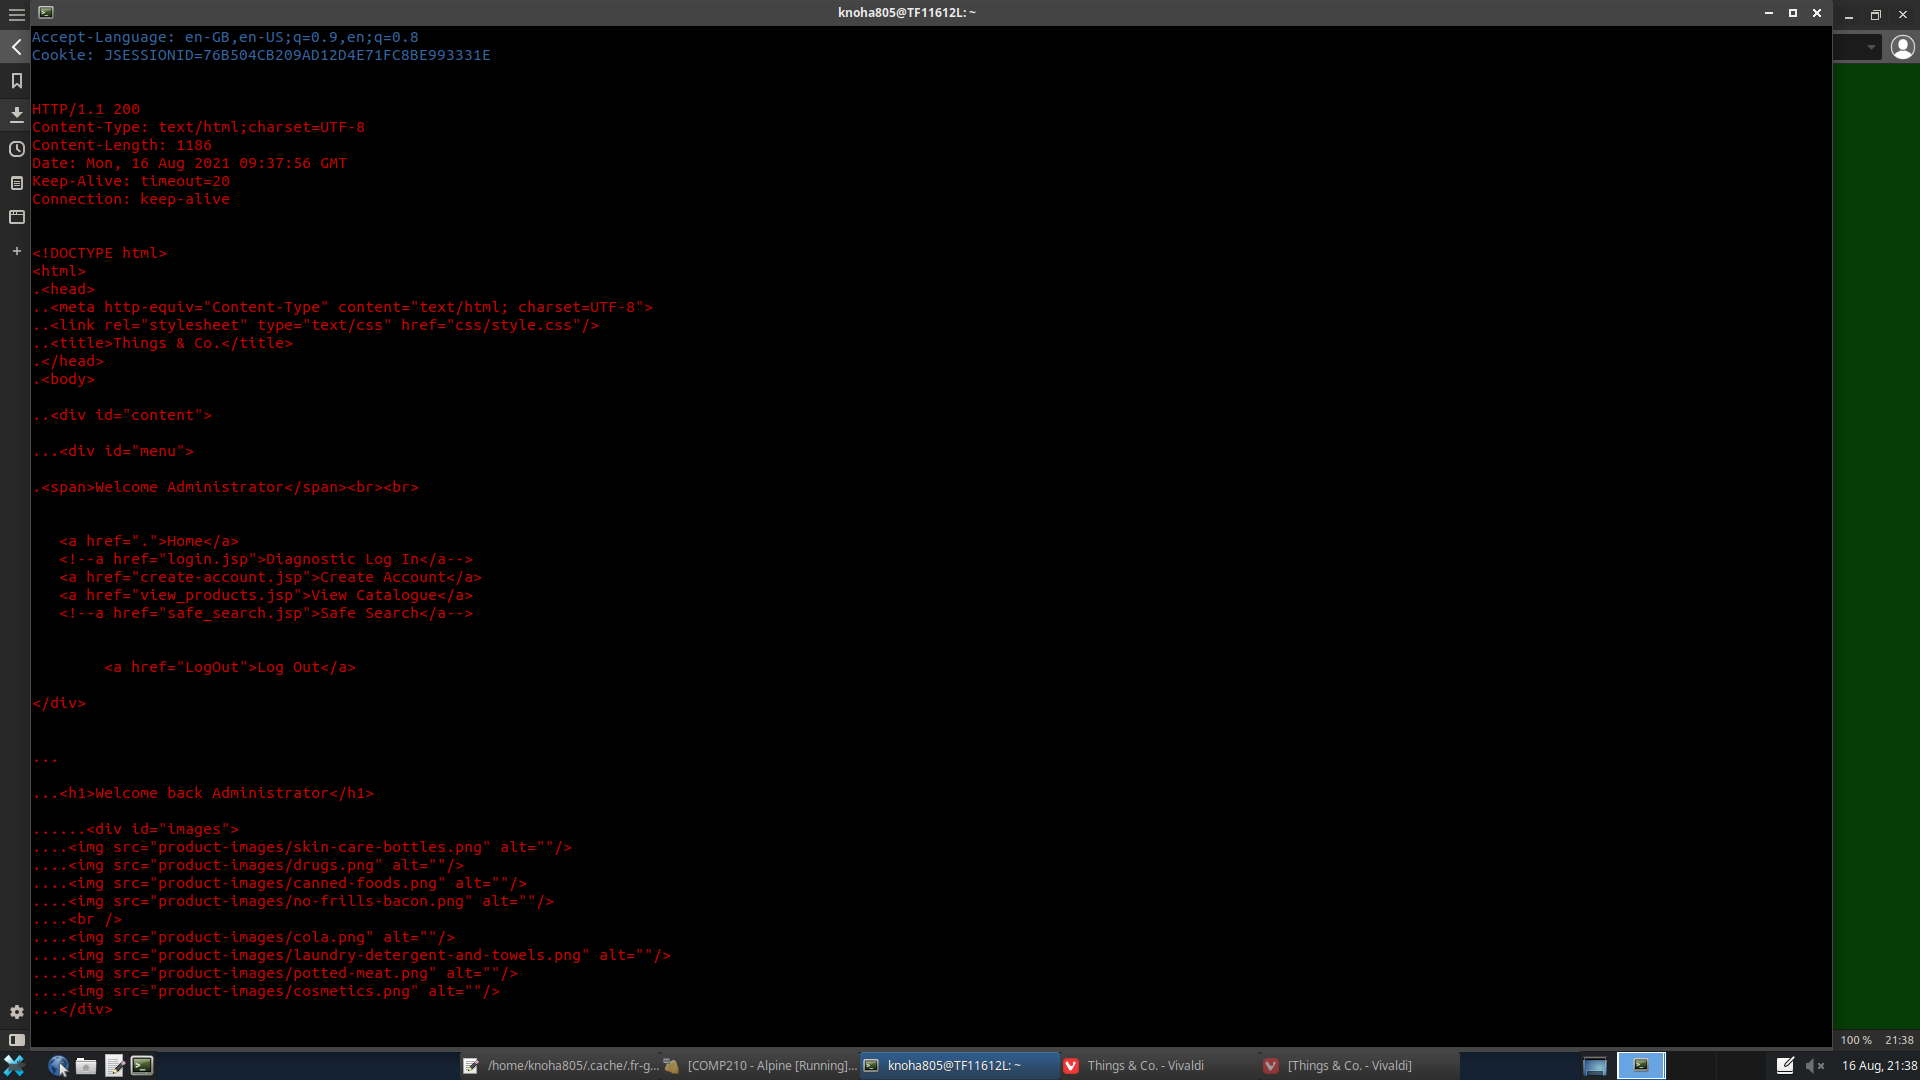 knoha805@TF11612L: ~
Accept-Language: en-GB,en-US;q=0.9,en;q=0.8
Cookie: JSESSIONID=76B504CB209AD12D4E71FC8BE993331E
HTTP/1.1 200
Content-Type: text/html;charset=UTF-8
Content-Length: 1186
Date: Mon, 16 Aug 2021 09:37:56 GMT
Keep-Alive: timeout=20
Connection: keep-alive
<!DOCTYPE html>
<html>
.<head>
..<meta http-equiv="Content-Type" content="text/html; charset=UTF-8">
..<link rel="stylesheet" type="text/css" href="css/style.css"/>
..<title>Things & Co.</title>
.</head>
.<body>
..<div id="content">
...<div id="menu">
.<span>Welcome Administrator</span><br><br>
<a href=".">Home</a>
<!--a href="login.jsp">Diagnostic Log In</a-->
<a href="create-account.jsp">Create Account</a>
<a href="view_products.jsp">View Catalogue</a>
<!--a href="safe_search.jsp">Safe Search</a-->
<a href="LogOut">Log Out</a>
</div>
...
...<h1>Welcome back Administrator</h1>
......<div id="images">
....<img src="product-images/skin-care-bottles.png" alt=""/>
....<img src="product-images/drugs.png" alt=""/>
....<img src="product-images/canned-foods.png" alt=""/>
....<img src="product-images/no-frills-bacon.png" alt=""/>
....<br />
....<img src="product-images/cola.png" alt=""/>
....<img src="product-images/laundry-detergent-and-towels.png" alt=""/>
....<img src="product-images/potted-meat.png" alt=""/>
....<img src="product-images/cosmetics.png" alt=""/>
...</div>
100 % 21:38
/home/knoha805/.cache/.fr-g... [COMP210 - Alpine [Running]... knoha805@TF11612L: ~ Things & Co. - Vivaldi [Things & Co. - Vivaldi] 16 Aug, 21:38